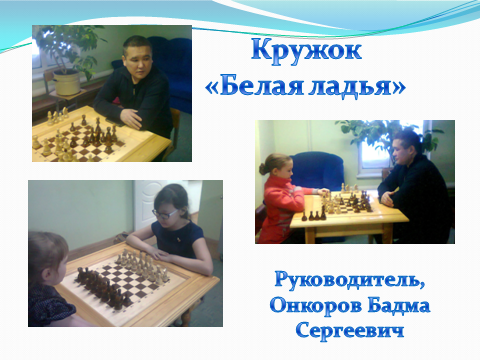 Кружок
«Белая ладья»
Руководитель,
Онкоров Бадма
Сергеевич